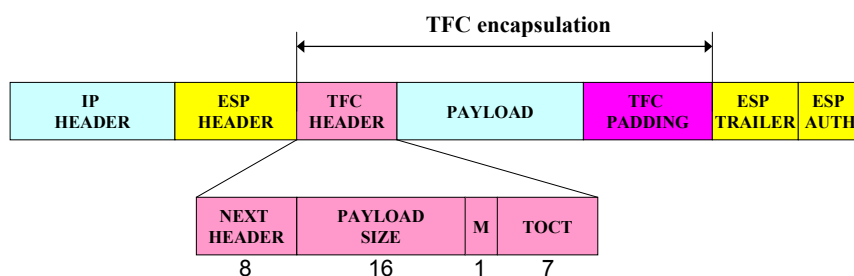 TFC encapsulation
IP
HEADER
ESP
HEADER
TFC
HEADER
PAYLOAD
TFC
PADDING
ESP
TRAILER
ESP
AUTH
NEXT
HEADER
PAYLOAD
SIZE
M
TOCT
8
16
1
7